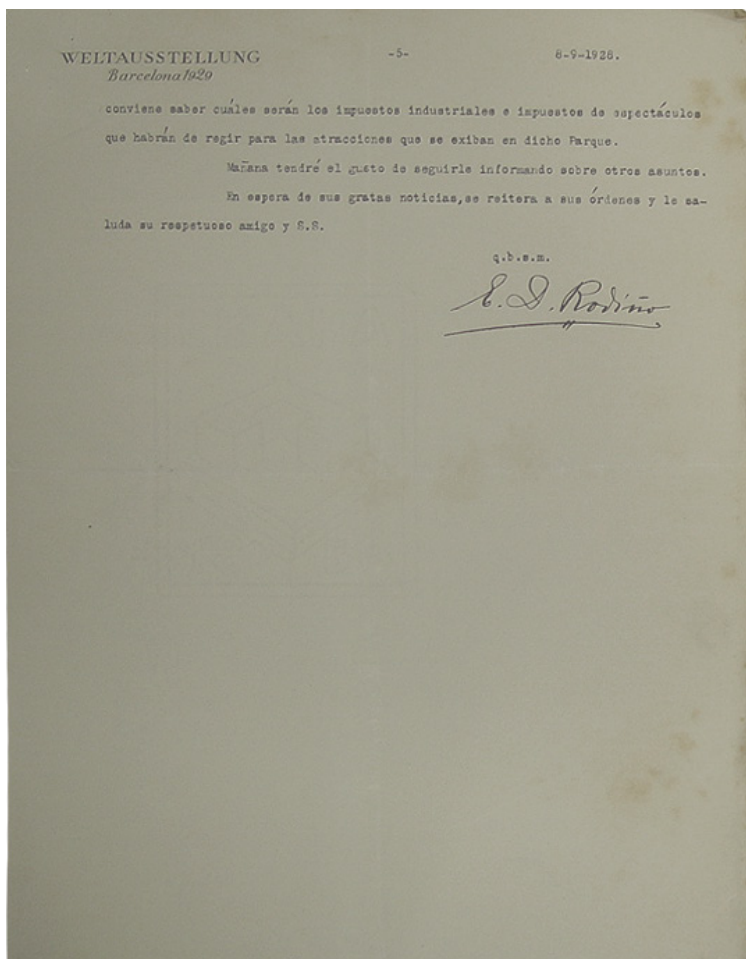 WELTAUSSTELLUNG
Barcelona 1929
-5-
8-9-1928.
conviene saber cuáles serán los impuestos industriales e impuestos de espectáculos
que habrán de regir para las atracciones que se exiban en dicho Parque.
Mañana tendré el gusto de seguirle informando sobre otros asuntos.
En espera de sus gratas noticias,se reitera a sus órdenes y le sa-
luda su respetuoso amigo y S.S.
q.b.s.m.
E. D. Rodiño